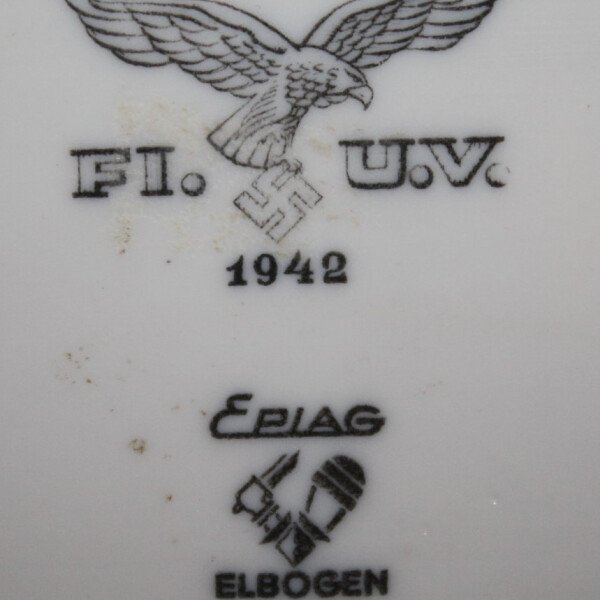 Fl. U.V.
1942
EPIAG
ELBOGEN